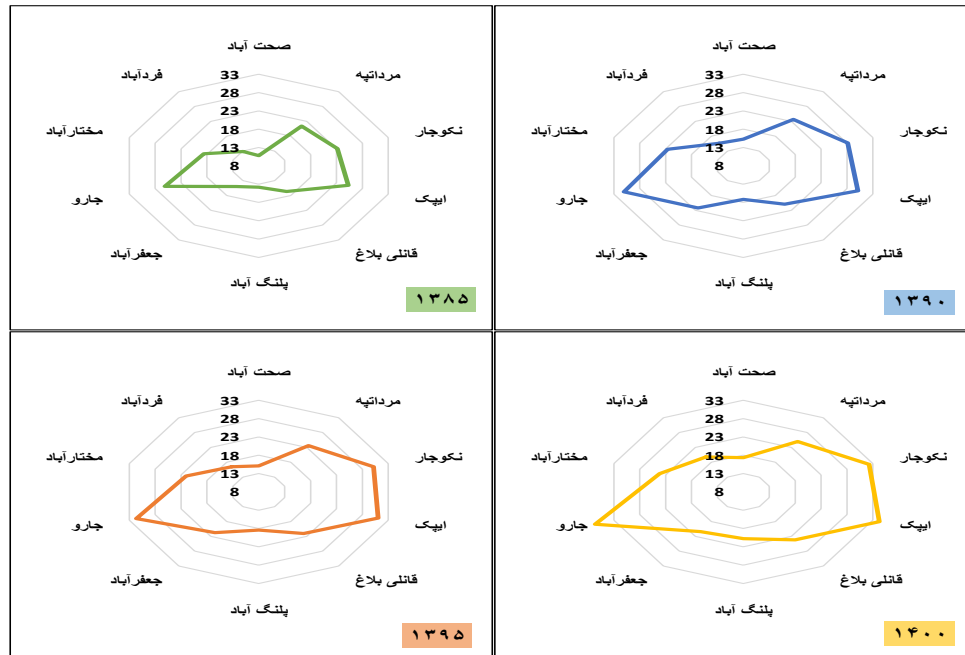 صحت آباد
مرداتپه
نکوجار
ایپک
قانلی بلاغ
پلنگ آباد
جعفرآباد
جارو
مختارآباد
فردآباد
33
28
23
18
13
8
۱۳۸۵
صحت آباد
مرداتپه
نکوجار
ایپک
قانلی بلاغ
پلنگ آباد
جعفرآباد
جارو
مختارآباد
فردآباد
33
28
23
18
13
8
۱۳۹۰
صحت آباد
مرداتپه
نکوجار
ایپک
قانلی بلاغ
پلنگ آباد
جعفرآباد
جارو
مختارآباد
فردآباد
33
28
23
18
13
8
۱۳۹۵
صحت آباد
مرداتپه
نکوجار
ایپک
قانلی بلاغ
پلنگ آباد
جعفرآباد
جارو
مختارآباد
فردآباد
33
28
23
18
13
8
۱۴۰۰